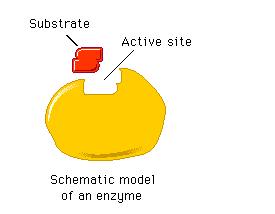 Substrate
Active site
Schematic model
of an enzyme